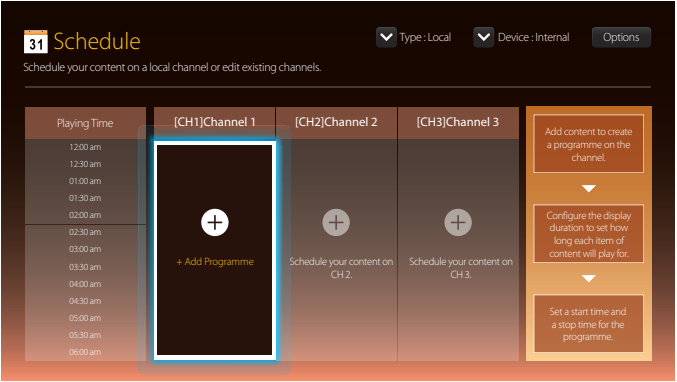 31 Schedule
Type : Local
Device : Internal
Options
Schedule your content on a local channel or edit existing channels.
Playing Time
[CH1]Channel 1
[CH2]Channel 2
[CH3]Channel 3
12:00 am
12:30 am
01:00 am
01:30 am
02:00 am
02:30 am
03:00 am
03:30 am
04:00 am
04:30 am
05:00 am
05:30 am
06:00 am
+ Add Programme
Schedule your content on
CH 2.
Schedule your content on
CH 3.
Add content to create
a programme on the
channel.
Configure the display
duration to set how
long each item of
content will play for.
Set a start time and
a stop time for the
programme.